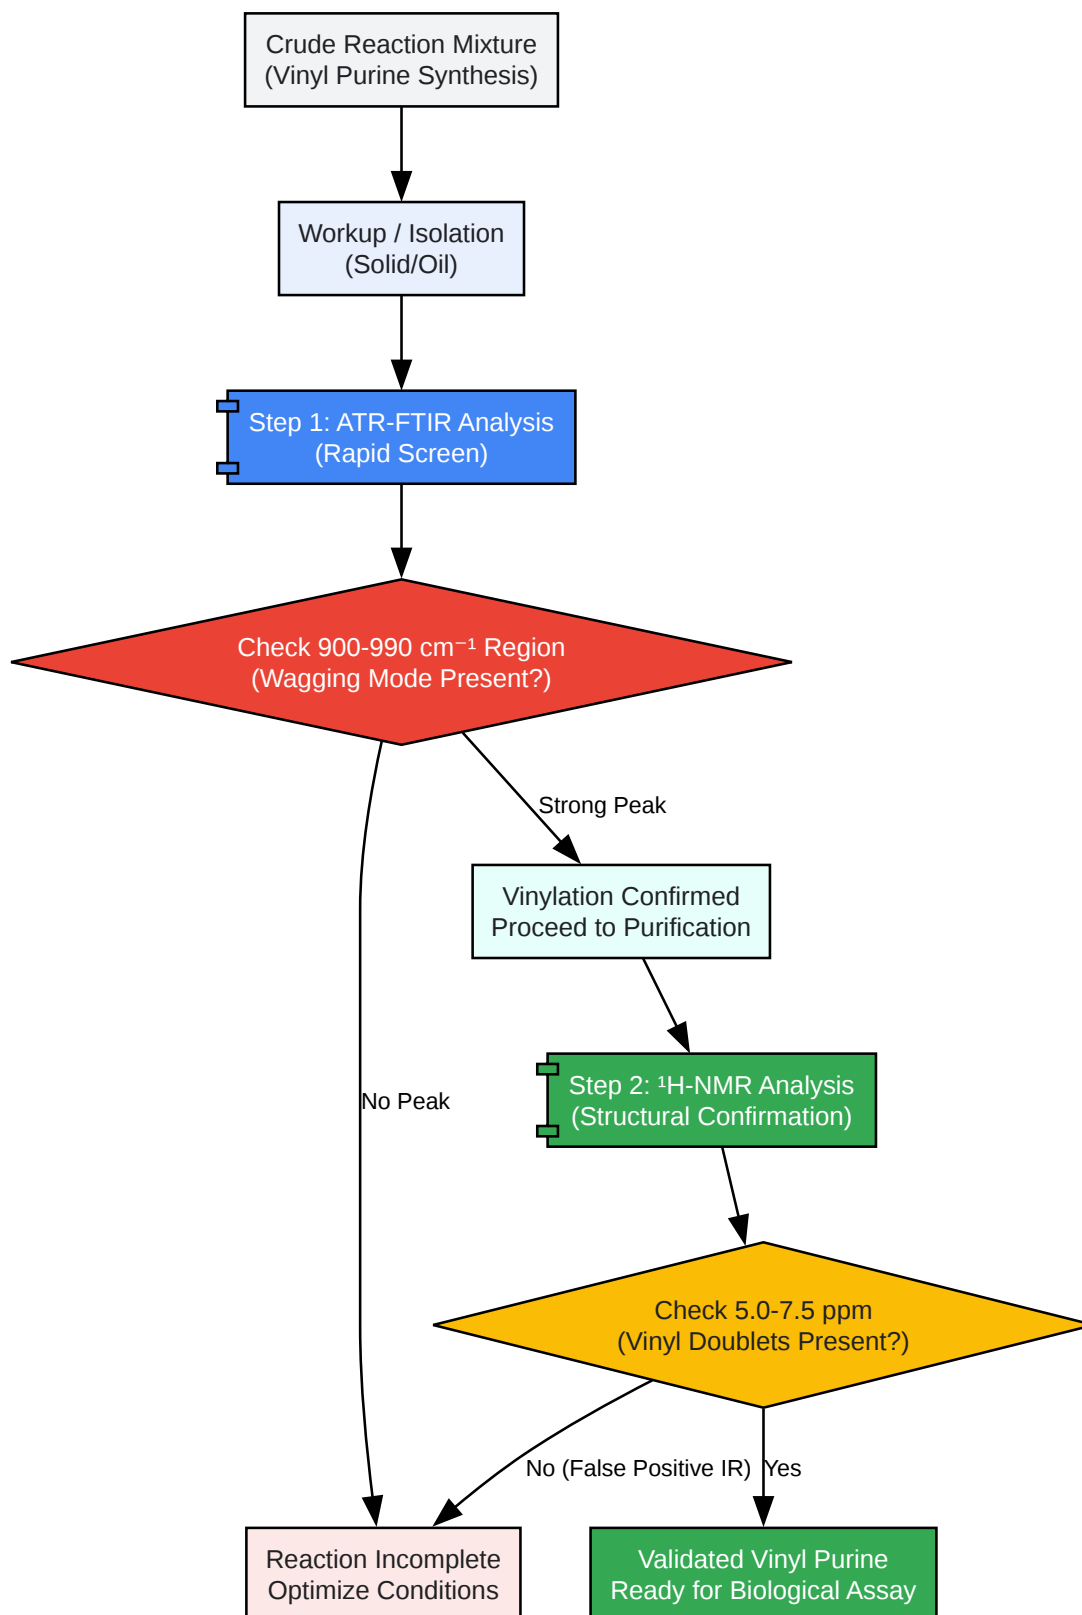 Crude Reaction Mixture
(Vinyl Purine Synthesis)
Workup / Isolation
(Solid/Oil)
Step 1: ATR-FTIR Analysis
(Rapid Screen)
Check 900-990 cm⁻¹ Region
(Wagging Mode Present?)
Strong Peak
Vinylation Confirmed
Proceed to Purification
No Peak
Step 2: ¹H-NMR Analysis
(Structural Confirmation)
Check 5.0-7.5 ppm
(Vinyl Doublets Present?)
No (False Positive IR)
Yes
Reaction Incomplete
Optimize Conditions
Validated Vinyl Purine
Ready for Biological Assay